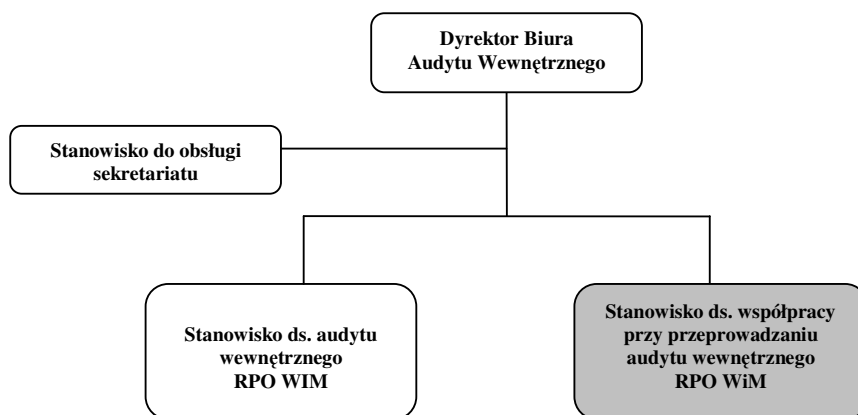 Dyrektor Biura
Audytu Wewnętrznego
Stanowisko do obsługi
sekretariatu
Stanowisko ds. audytu
wewnętrznego
RPO WIM
Stanowisko ds. współpracy
przy przeprowadzaniu
audytu wewnętrznego
RPO WiM